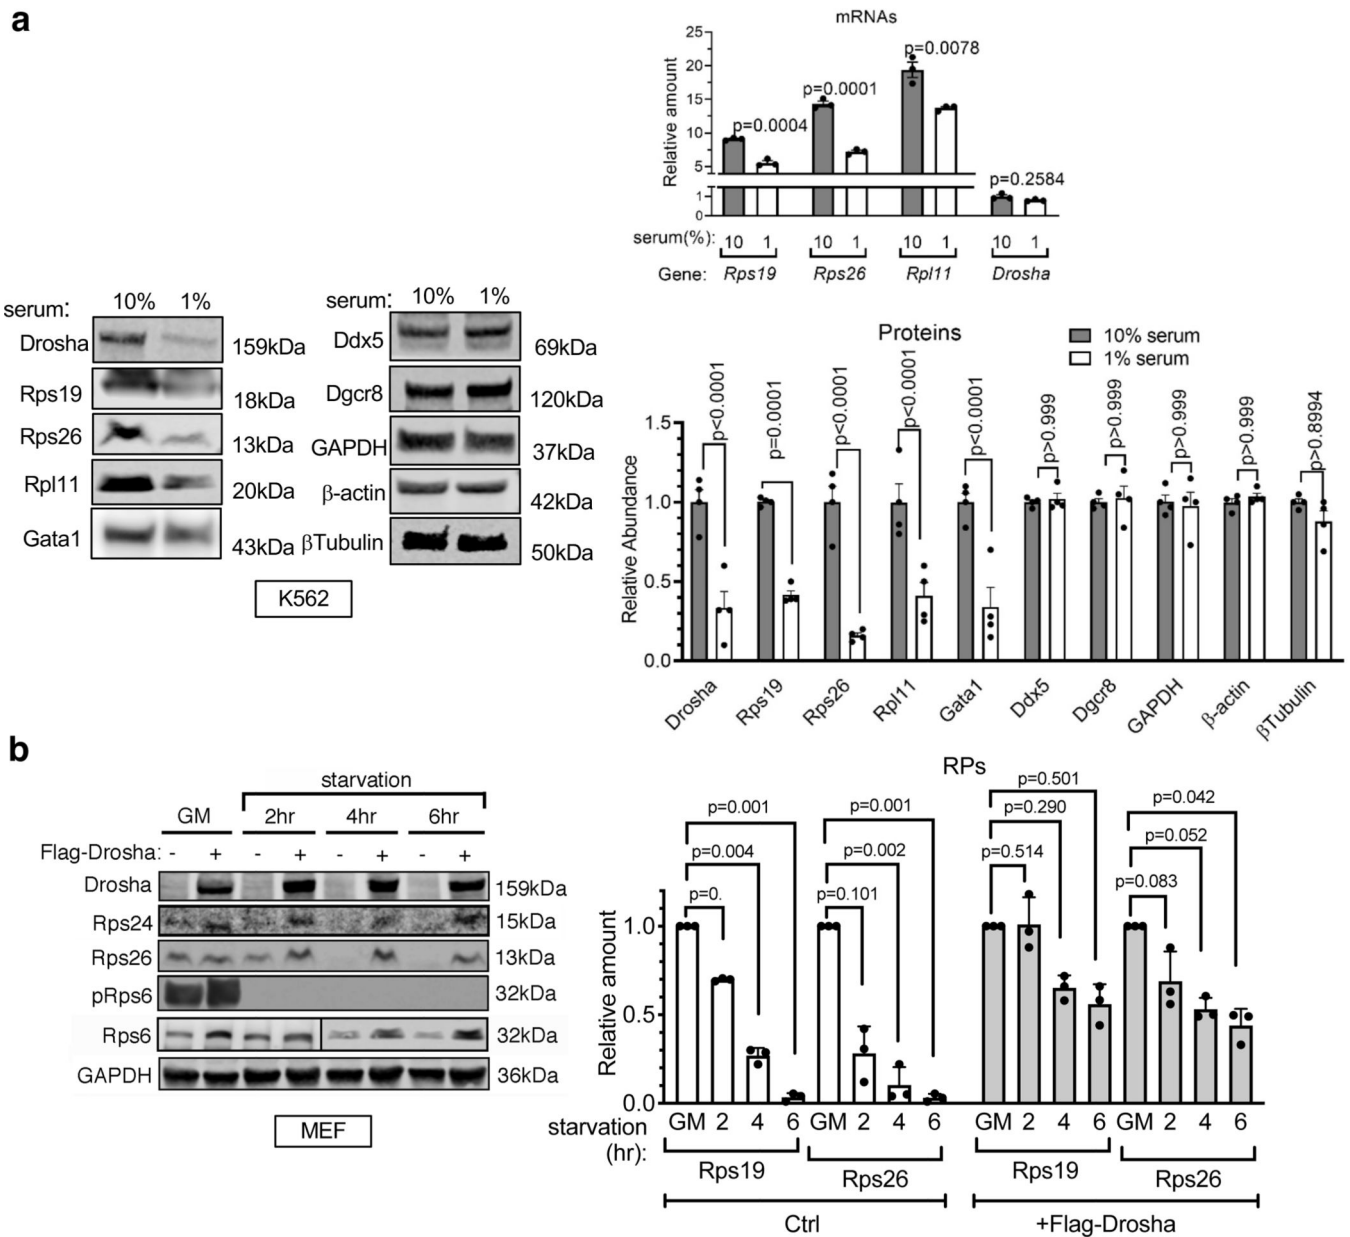 a
mRNAs
Relative amount
25
20
15
10
5
1
0
p=0.0004
p=0.0001
p=0.0078
p=0.2584
serum(%): 10 1 10 1 10 1 10 1
Gene: Rps19 Rps26 Rpl11 Drosha
serum: 10% 1%
Drosha 159kDa
Rps19 18kDa
Rps26 13kDa
Rpl11 20kDa
Gata1 43kDa
serum: 10% 1%
Ddx5 69kDa
Dgcr8 120kDa
GAPDH 37kDa
β-actin 42kDa
βTubulin 50kDa
K562
Proteins
10% serum
1% serum
Relative Abundance
1.5
1.0
0.5
0.0
p<0.0001
p=0.0001
p<0.0001
p<0.0001
p<0.0001
p>0.999
p>0.999
p>0.9999
p>0.999
p>0.8994
Drosha Rps19 Rps26 Rpl11 Gata1 Ddx5 Dgcr8 GAPDH β-actin βTubulin
b
starvation
GM 2hr 4hr 6hr
Flag-Drosha: - + - + - + - +
Drosha 159kDa
Rps24 15kDa
Rps26 13kDa
pRps6 32kDa
Rps6 32kDa
GAPDH 36kDa
MEF
RPs
Relative amount
1.0
0.5
0.0
p=0.001
p=0.004
p=0.
p=0.001
p=0.002
p=0.101
p=0.501
p=0.290
p=0.514
p=0.042
p=0.052
p=0.083
starvation GM 2 4 6 GM 2 4 6 GM 2 4 6 GM 2 4 6
(hr):
Rps19 Rps26 Rps19 Rps26
Ctrl +Flag-Drosha